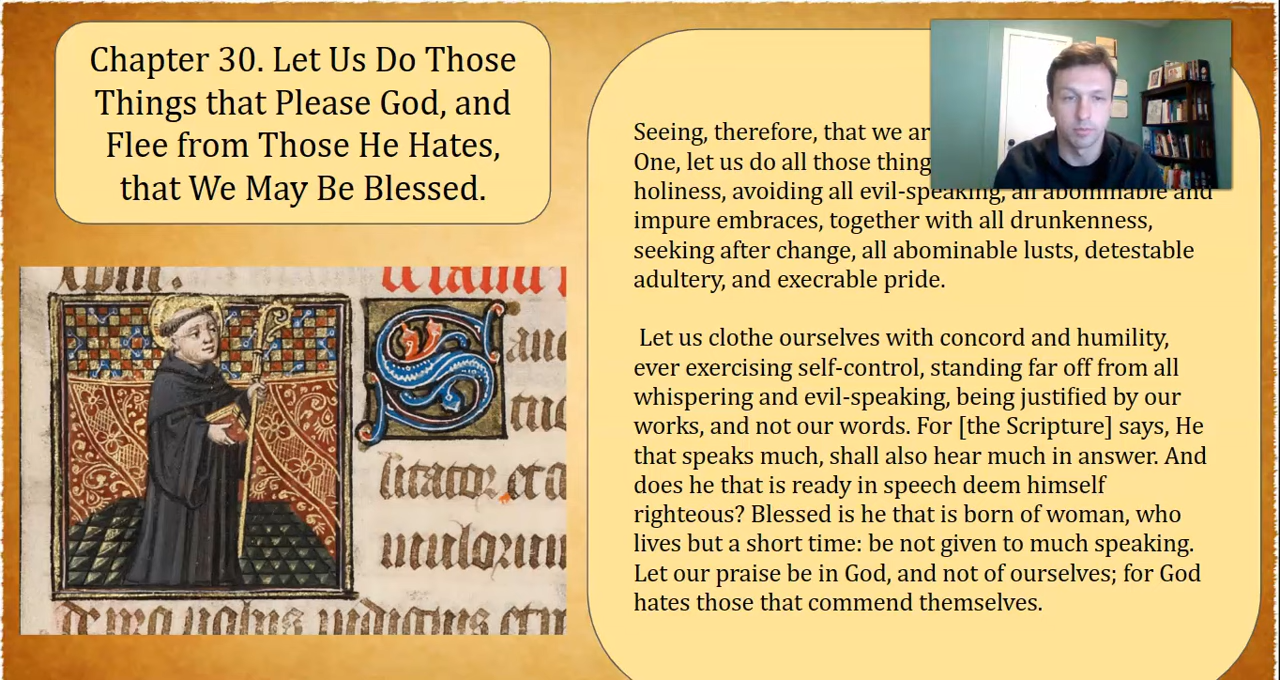 Chapter 30. Let Us Do Those
Things that Please God, and
Flee from Those He Hates,
that We May Be Blessed.
Seeing, therefore, that we ar
One, let us do all those thing
holiness, avoiding all evil-speaking, all abominable and
impure embraces, together with all drunkenness,
seeking after change, all abominable lusts, detestable
adultery, and execrable pride.
Let us clothe ourselves with concord and humility,
ever exercising self-control, standing far off from all
whispering and evil-speaking, being justified by our
works, and not our words. For [the Scripture] says, He
that speaks much, shall also hear much in answer. And
does he that is ready in speech deem himself
righteous? Blessed is he that is born of woman, who
lives but a short time: be not given to much speaking.
Let our praise be in God, and not of ourselves; for God
hates those that commend themselves.